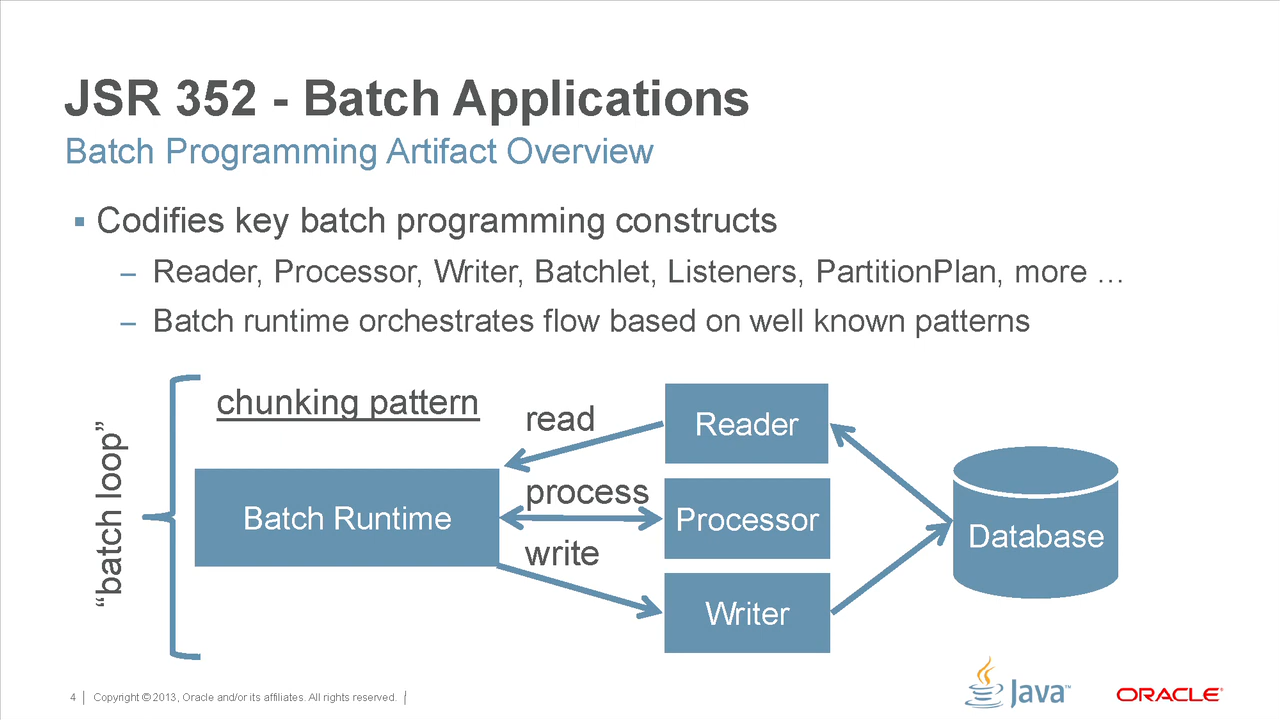 JSR 352 - Batch Applications
Batch Programming Artifact Overview
▪ Codifies key batch programming constructs
– Reader, Processor, Writer, Batchlet, Listeners, PartitionPlan, more …
– Batch runtime orchestrates flow based on well known patterns
“batch loop”
chunking pattern
read
Reader
Batch Runtime
process
Processor
write
Writer
Database
4 | Copyright © 2013, Oracle and/or its affiliates. All rights reserved. |
Java™
ORACLE®